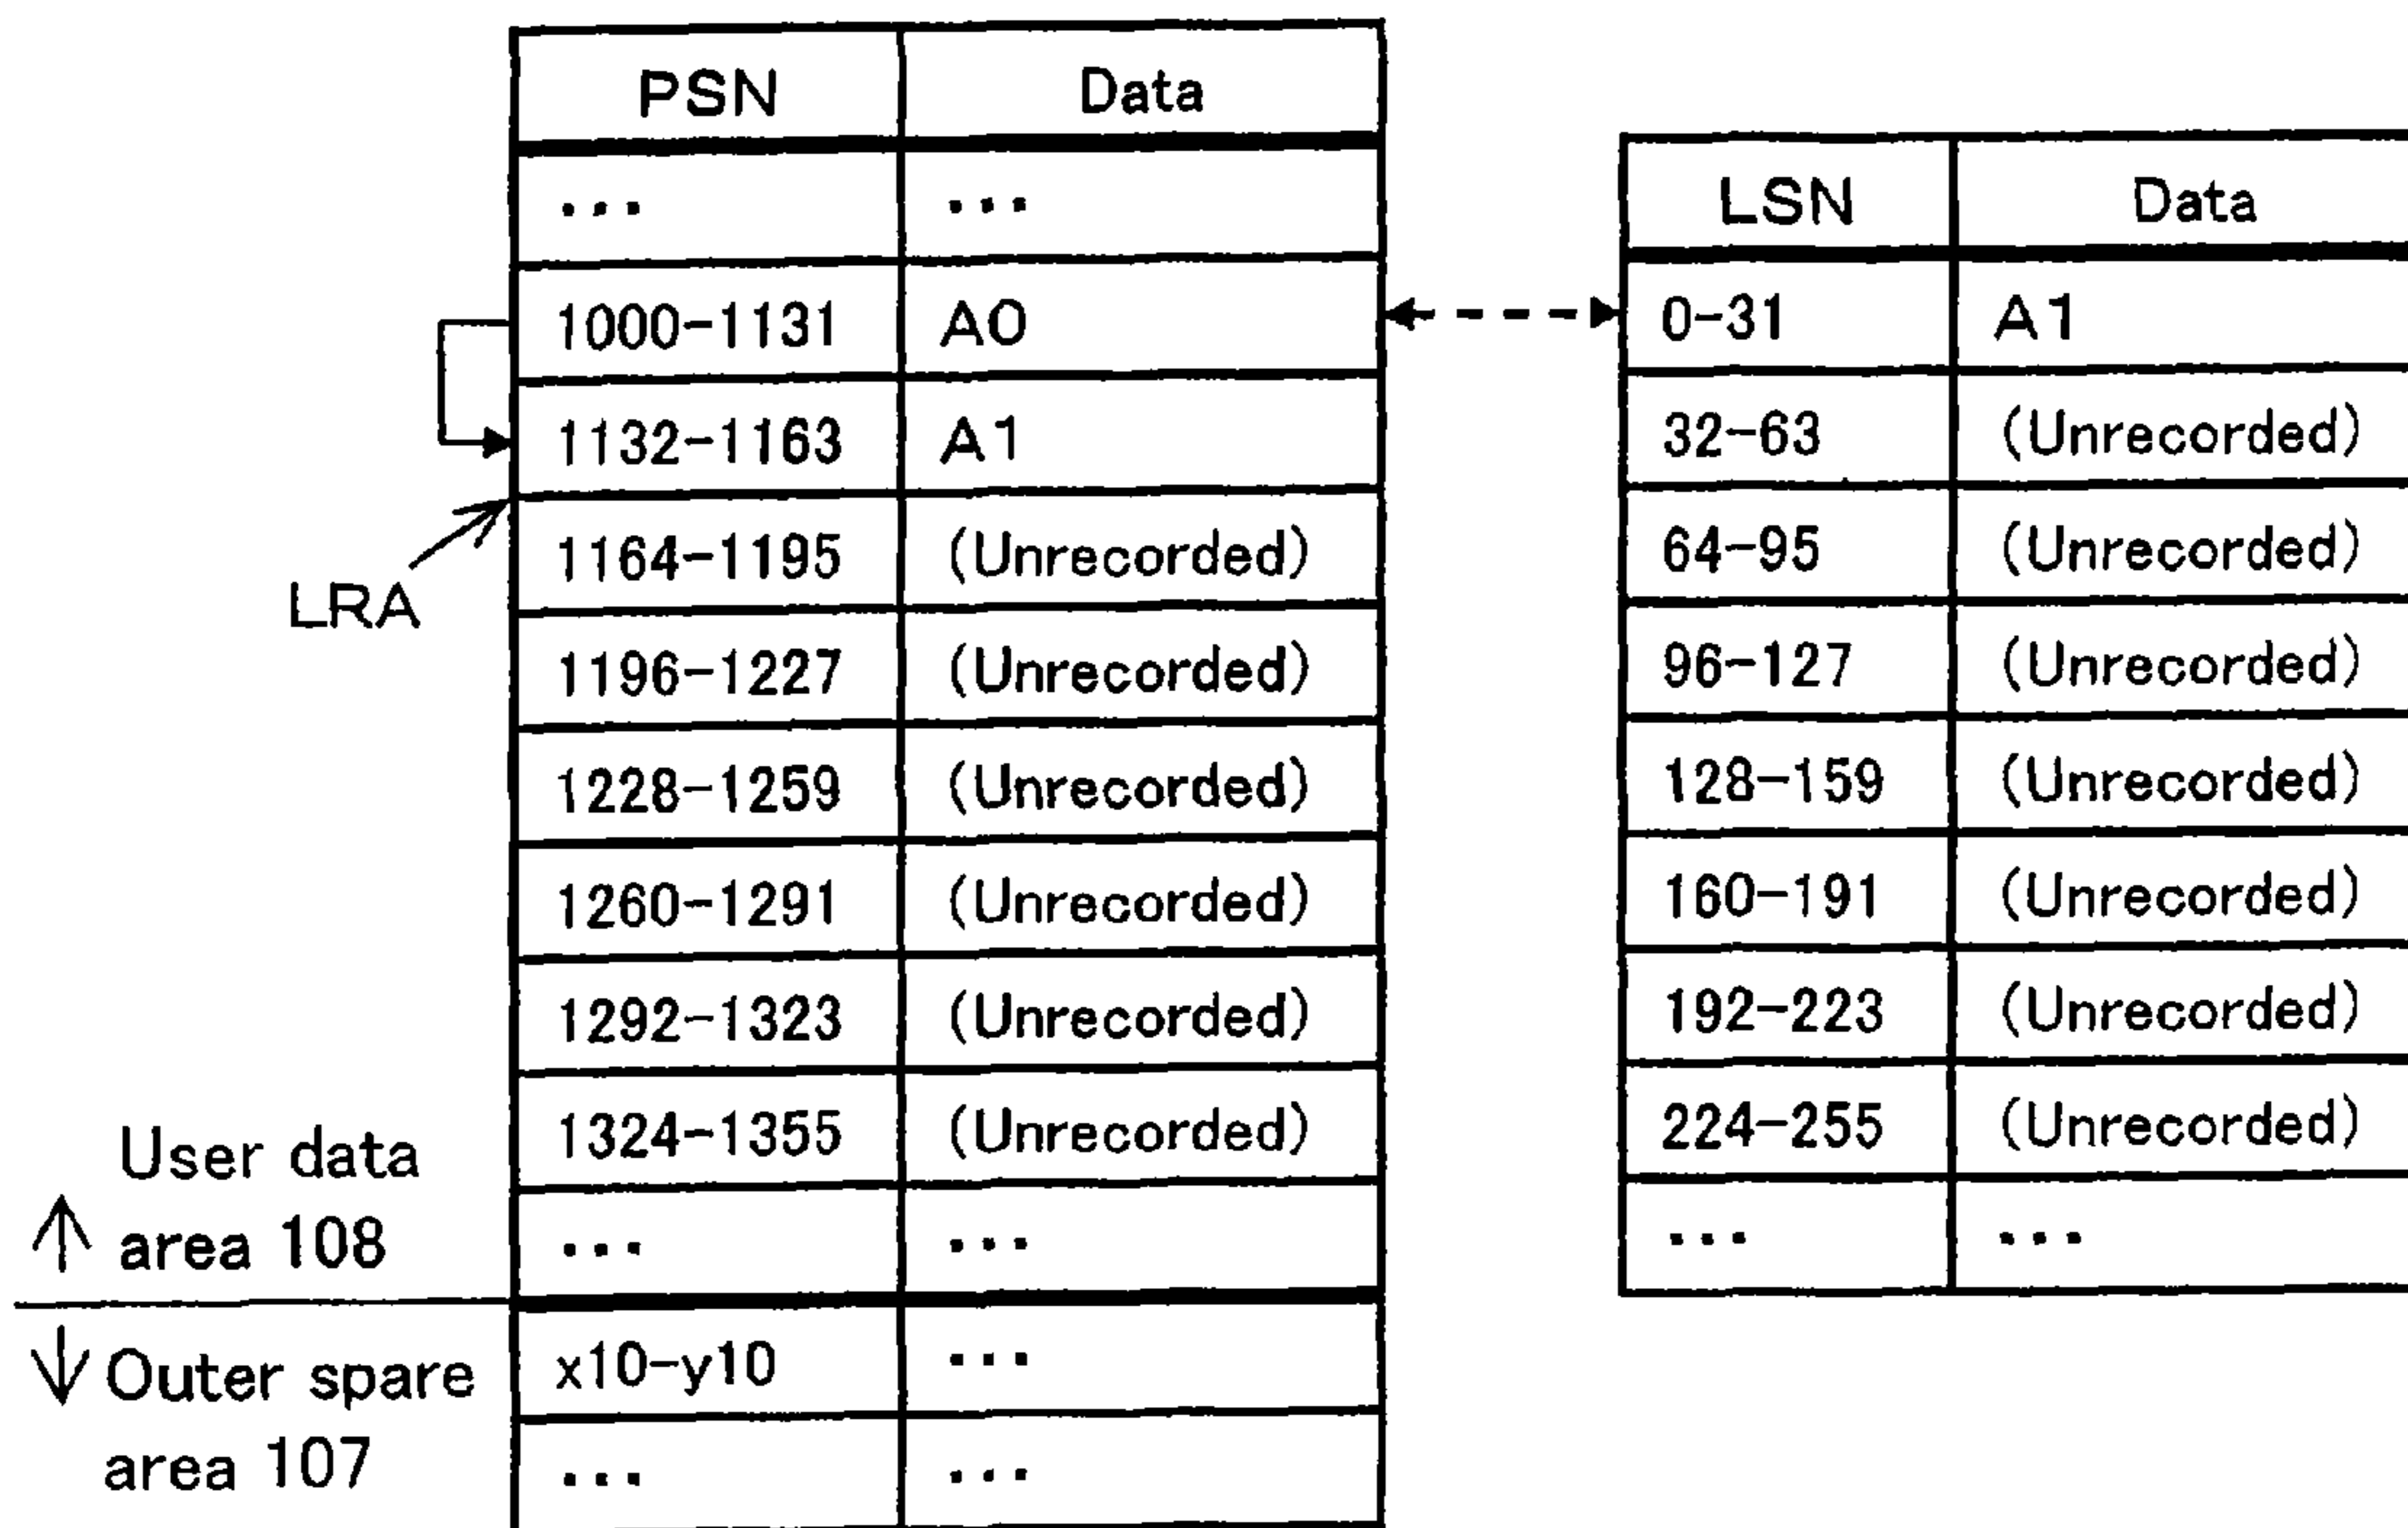 PSN Data
... ...
1000-1131 A0
1132-1163 A1
1164-1195 (Unrecorded)
1196-1227 (Unrecorded)
1228-1259 (Unrecorded)
1260-1291 (Unrecorded)
1292-1323 (Unrecorded)
1324-1355 (Unrecorded)
... ...
x10-y10 ...
... ...
LRA
User data
area 108
Outer spare
area 107
LSN Data
0-31 A1
32-63 (Unrecorded)
64-95 (Unrecorded)
96-127 (Unrecorded)
128-159 (Unrecorded)
160-191 (Unrecorded)
192-223 (Unrecorded)
224-255 (Unrecorded)
... ...